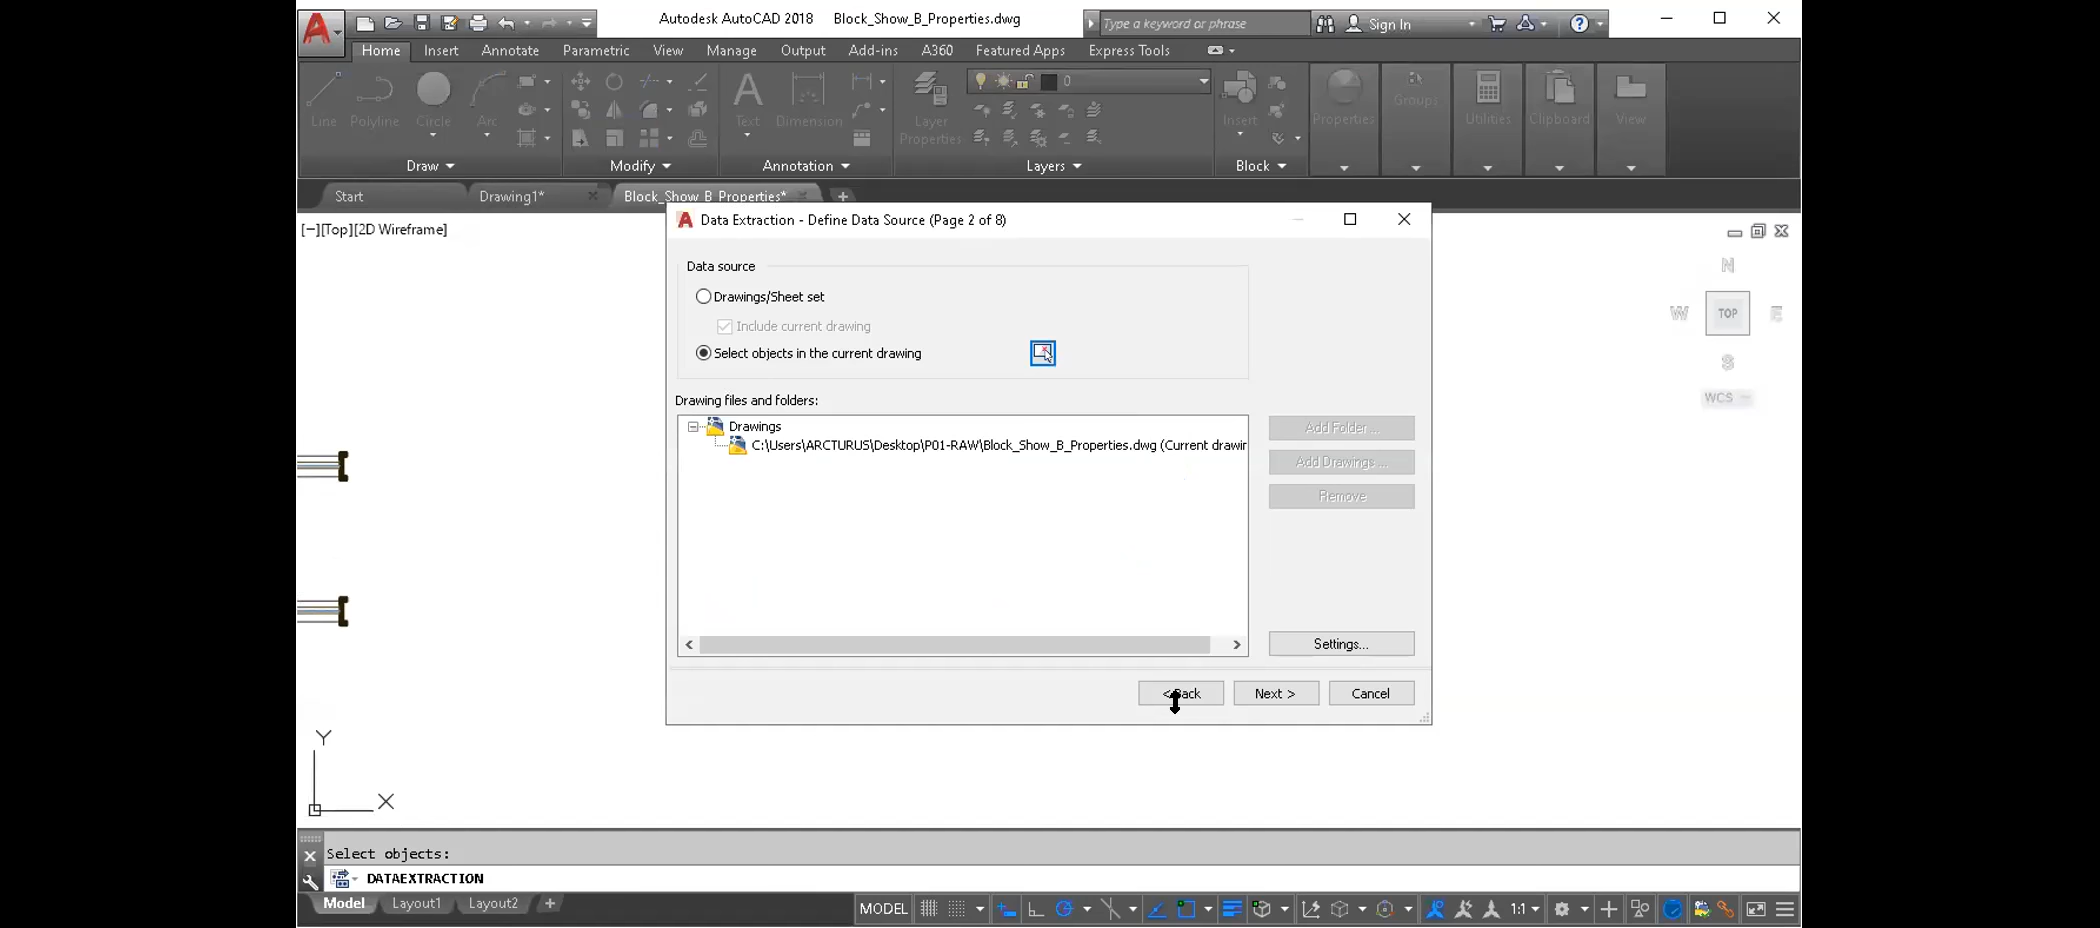 Autodesk AutoCAD 2018 Block_Show_B_Properties.dwg
Type a keyword or phrase
Sign In
Home Insert Annotate Parametric View Manage Output Add-ins A360 Featured Apps Express Tools
0
Line Polyline Circle Arc Text Dimension Layer Properties Insert Properties Groups Utilities Clipboard View
Draw Modify Annotation Layers Block
Start Drawing1* Block_Show_B_Properties*
[−][Top][2D Wireframe]
Data Extraction - Define Data Source (Page 2 of 8)
Data source
Drawings/Sheet set
Include current drawing
Select objects in the current drawing
Drawing files and folders:
Drawings
C:\Users\ARCTURUS\Desktop\P01-RAW\Block_Show_B_Properties.dwg (Current drawin
Add Folder ...
Add Drawings ...
Remove
Settings...
< Back Next > Cancel
N
W TOP E
S
WCS
Y
X
Select objects:
DATAEXTRACTION
Model Layout1 Layout2
MODEL 1:1